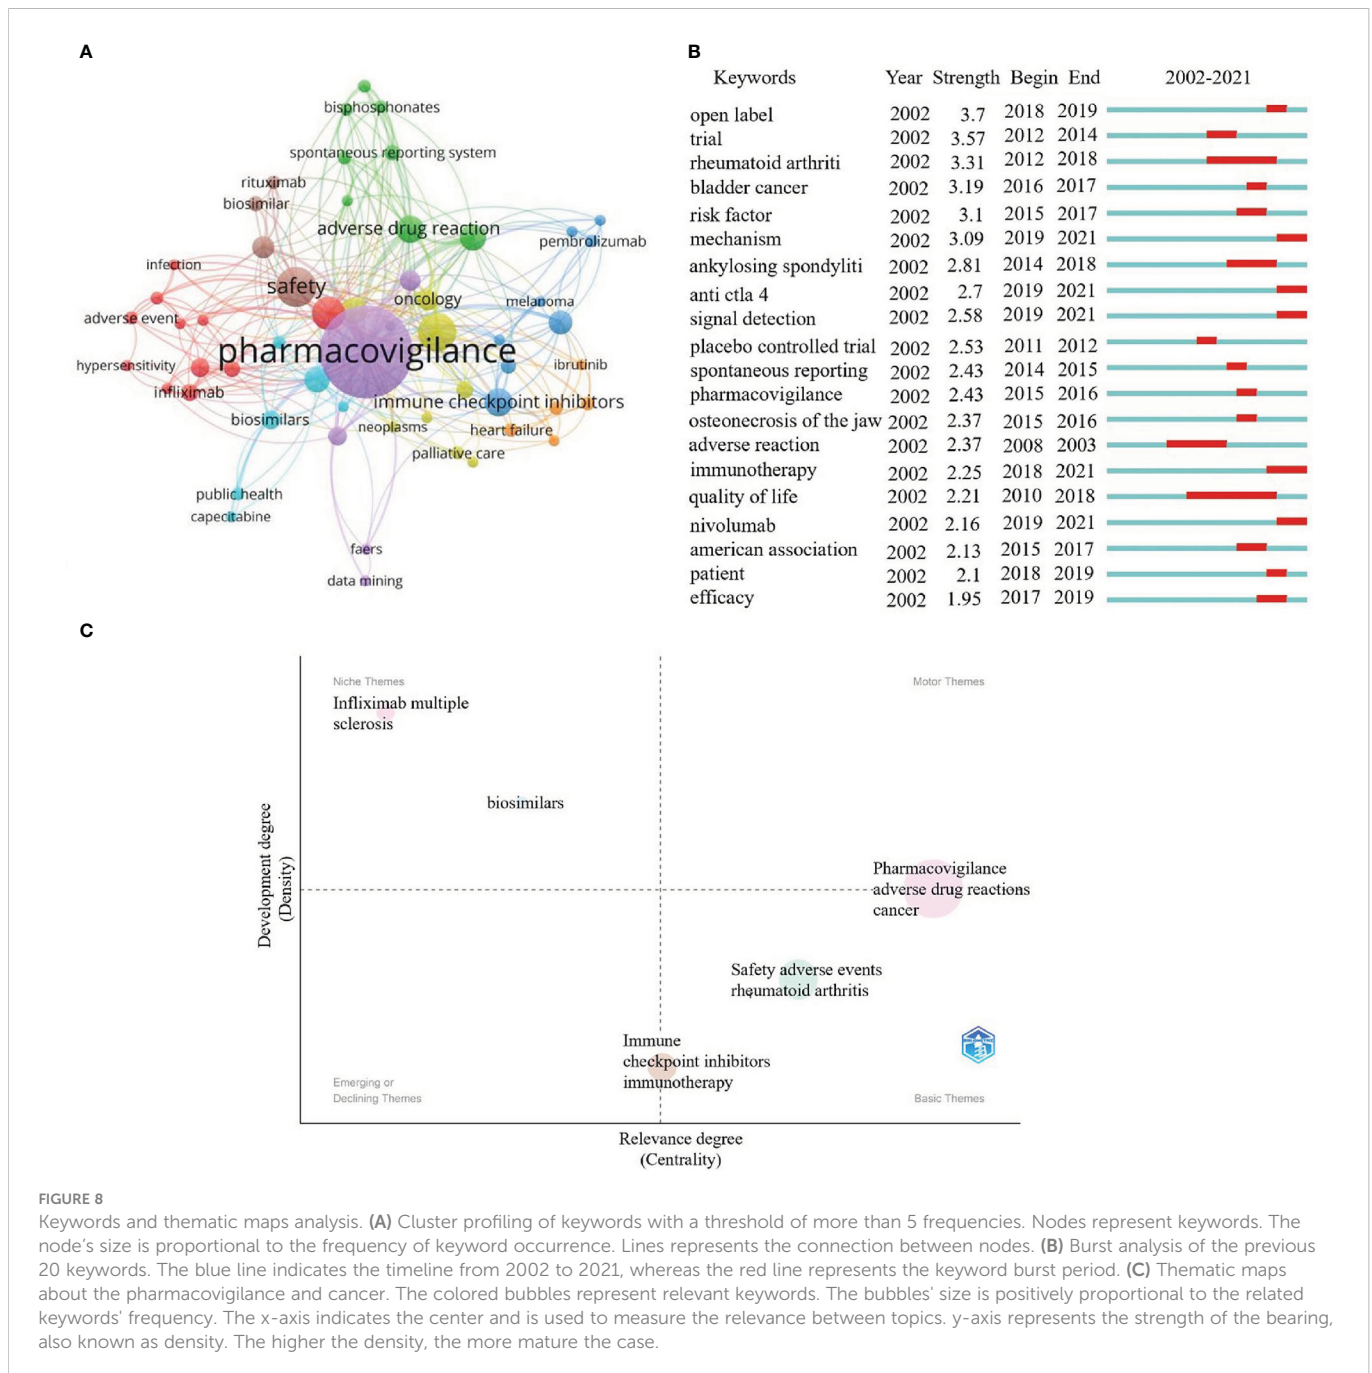 A
bisphosphonates
spontaneous reporting system
rituximab
biosimilar
adverse drug reaction
pembrolizumab
infection
safety
oncology
melanoma
adverse event
pharmacovigilance
hypersensitivity
ibrutinib
infliximab
immune checkpoint inhibitors
biosimilars
neoplasms
heart failure
palliative care
public health
capecitabine
faers
data mining
B
Keywords Year Strength Begin End 2002-2021
open label 2002 3.7 2018 2019
trial 2002 3.57 2012 2014
rheumatoid arthriti 2002 3.31 2012 2018
bladder cancer 2002 3.19 2016 2017
risk factor 2002 3.1 2015 2017
mechanism 2002 3.09 2019 2021
ankylosing spondyliti 2002 2.81 2014 2018
anti ctla 4 2002 2.7 2019 2021
signal detection 2002 2.58 2019 2021
placebo controlled trial 2002 2.53 2011 2012
spontaneous reporting 2002 2.43 2014 2015
pharmacovigilance 2002 2.43 2015 2016
osteonecrosis of the jaw 2002 2.37 2015 2016
adverse reaction 2002 2.37 2008 2003
immunotherapy 2002 2.25 2018 2021
quality of life 2002 2.21 2010 2018
nivolumab 2002 2.16 2019 2021
american association 2002 2.13 2015 2017
patient 2002 2.1 2018 2019
efficacy 2002 1.95 2017 2019
C
Niche Themes
Motor Themes
Infliximab multiple
sclerosis
biosimilars
Development degree
(Density)
Pharmacovigilance
adverse drug reactions
cancer
Safety adverse events
rheumatoid arthritis
Immune
checkpoint inhibitors
immunotherapy
Emerging or
Declining Themes
Basic Themes
Relevance degree
(Centrality)
FIGURE 8
Keywords and thematic maps analysis. (A) Cluster profiling of keywords with a threshold of more than 5 frequencies. Nodes represent keywords. The
node's size is proportional to the frequency of keyword occurrence. Lines represents the connection between nodes. (B) Burst analysis of the previous
20 keywords. The blue line indicates the timeline from 2002 to 2021, whereas the red line represents the keyword burst period. (C) Thematic maps
about the pharmacovigilance and cancer. The colored bubbles represent relevant keywords. The bubbles' size is positively proportional to the related
keywords' frequency. The x-axis indicates the center and is used to measure the relevance between topics. y-axis represents the strength of the bearing,
also known as density. The higher the density, the more mature the case.